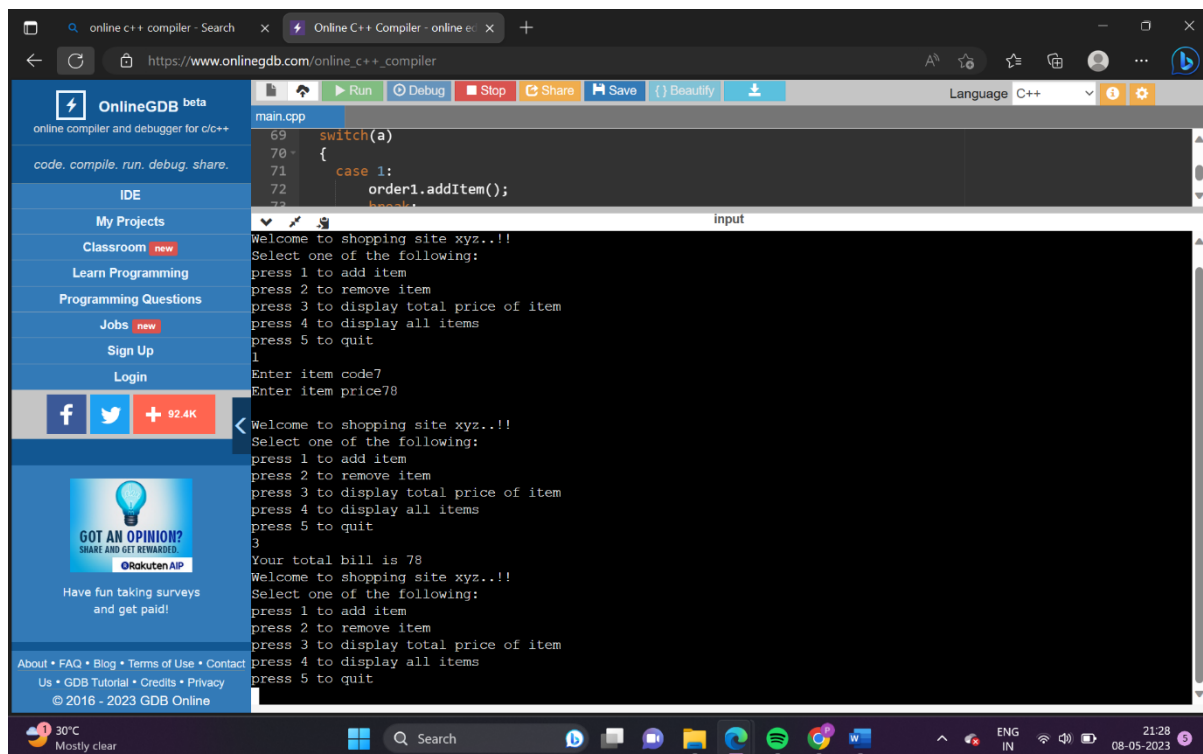 online c++ compiler - Search
Online C++ Compiler - online ed
https://www.onlinegdb.com/online_c++_compiler
OnlineGDB beta
online compiler and debugger for c/c++
code. compile. run. debug. share.
IDE
My Projects
Classroom new
Learn Programming
Programming Questions
Jobs new
Sign Up
Login
92.4K
GOT AN OPINION?
SHARE AND GET REWARDED.
Rakuten AIP
Have fun taking surveys
and get paid!
About • FAQ • Blog • Terms of Use • Contact
Us • GDB Tutorial • Credits • Privacy
© 2016 - 2023 GDB Online
Run Debug Stop Share Save { } Beautify
Language C++
main.cpp
69 switch(a)
70 {
71 case 1:
72 order1.addItem();
73 break;
input
Welcome to shopping site xyz..!!
Select one of the following:
press 1 to add item
press 2 to remove item
press 3 to display total price of item
press 4 to display all items
press 5 to quit
1
Enter item code7
Enter item price78
Welcome to shopping site xyz..!!
Select one of the following:
press 1 to add item
press 2 to remove item
press 3 to display total price of item
press 4 to display all items
press 5 to quit
3
Your total bill is 78
Welcome to shopping site xyz..!!
Select one of the following:
press 1 to add item
press 2 to remove item
press 3 to display total price of item
press 4 to display all items
press 5 to quit
1
30°C
Mostly clear
Search
ENG
IN
21:28
08-05-2023
5